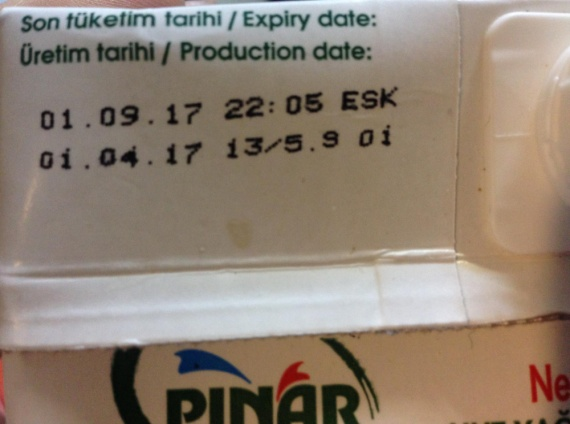 Son tüketim tarihi / Expiry date:
Üretim tarihi / Production date:
01.09.17 22:05 ESK
01.04.17 13/5.9 01
PINAR
Ne